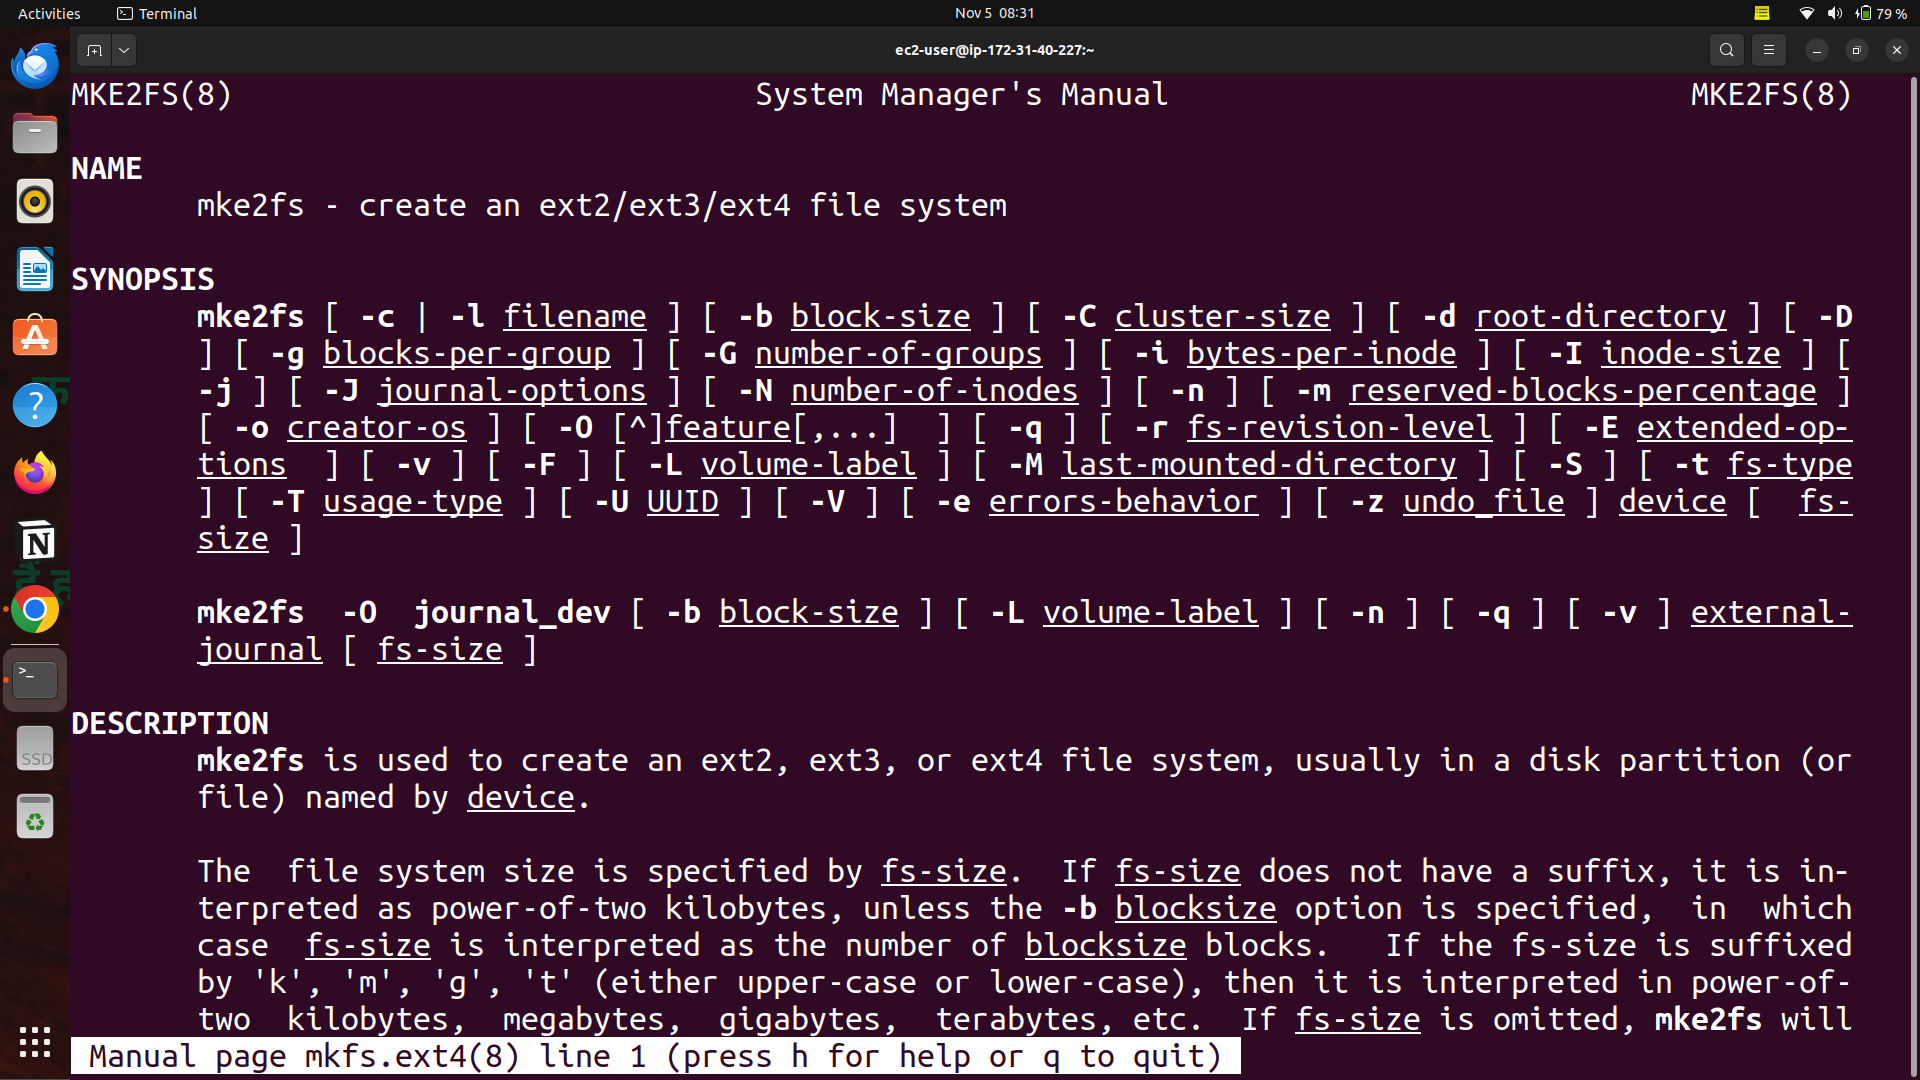 Activities Terminal Nov 5 08:31 79 %
ec2-user@ip-172-31-40-227:~
MKE2FS(8) System Manager's Manual MKE2FS(8)
NAME
mke2fs - create an ext2/ext3/ext4 file system
SYNOPSIS
mke2fs [ -c | -l filename ] [ -b block-size ] [ -C cluster-size ] [ -d root-directory ] [ -D
] [ -g blocks-per-group ] [ -G number-of-groups ] [ -i bytes-per-inode ] [ -I inode-size ] [
-j ] [ -J journal-options ] [ -N number-of-inodes ] [ -n ] [ -m reserved-blocks-percentage ]
[ -o creator-os ] [ -O [^]feature[,...] ] [ -q ] [ -r fs-revision-level ] [ -E extended-op-
tions ] [ -v ] [ -F ] [ -L volume-label ] [ -M last-mounted-directory ] [ -S ] [ -t fs-type
] [ -T usage-type ] [ -U UUID ] [ -V ] [ -e errors-behavior ] [ -z undo_file ] device [ fs-
size ]
mke2fs -O journal_dev [ -b block-size ] [ -L volume-label ] [ -n ] [ -q ] [ -v ] external-
journal [ fs-size ]
DESCRIPTION
mke2fs is used to create an ext2, ext3, or ext4 file system, usually in a disk partition (or
file) named by device.
The file system size is specified by fs-size. If fs-size does not have a suffix, it is in-
terpreted as power-of-two kilobytes, unless the -b blocksize option is specified, in which
case fs-size is interpreted as the number of blocksize blocks. If the fs-size is suffixed
by 'k', 'm', 'g', 't' (either upper-case or lower-case), then it is interpreted in power-of-
two kilobytes, megabytes, gigabytes, terabytes, etc. If fs-size is omitted, mke2fs will
Manual page mkfs.ext4(8) line 1 (press h for help or q to quit)
SSD